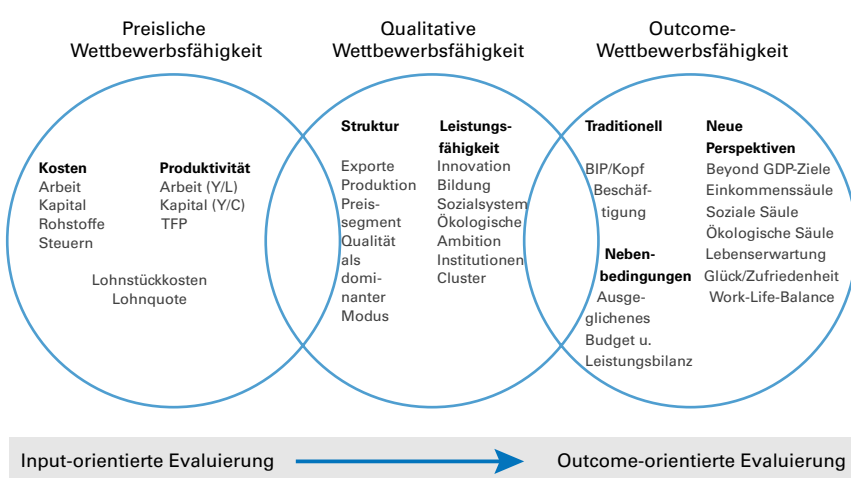 Preisliche
Wettbewerbsfähigkeit
Qualitative
Wettbewerbsfähigkeit
Outcome-
Wettbewerbsfähigkeit
Kosten
Arbeit
Kapital
Rohstoffe
Steuern
Produktivität
Arbeit (Y/L)
Kapital (Y/C)
TFP
Lohnstückkosten
Lohnquote
Struktur
Exporte
Produktion
Preis-
segment
Qualität
als
domi-
nanter
Modus
Leistungs-
fähigkeit
Innovation
Bildung
Sozialsystem
Ökologische
Ambition
Institutionen
Cluster
Traditionell
BIP/Kopf
Beschäf-
tigung
Neben-
bedingungen
Ausge-
glichenes
Budget u.
Leistungsbilanz
Neue
Perspektiven
Beyond GDP-Ziele
Einkommenssäule
Soziale Säule
Ökologische Säule
Lebenserwartung
Glück/Zufriedenheit
Work-Life-Balance
Input-orientierte Evaluierung
Outcome-orientierte Evaluierung